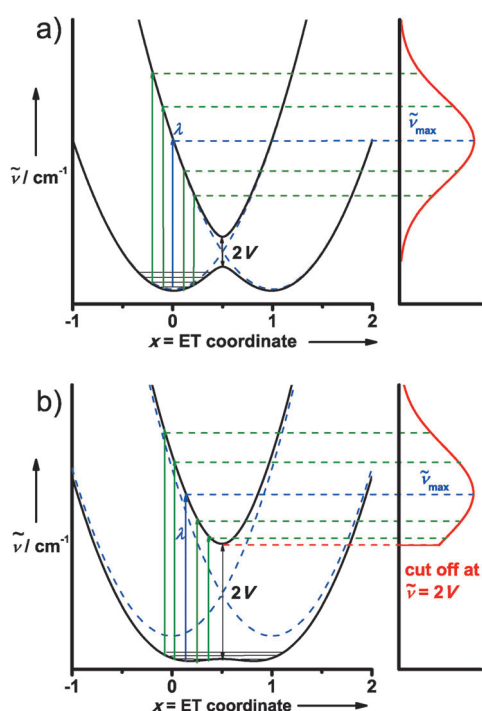 a)
ṽ / cm⁻¹
λ
ṽmax
2V
-1 0 1 2
x = ET coordinate
b)
ṽ / cm⁻¹
λ
ṽmax
2V
cut off at
ṽ = 2V
-1 0 1 2
x = ET coordinate